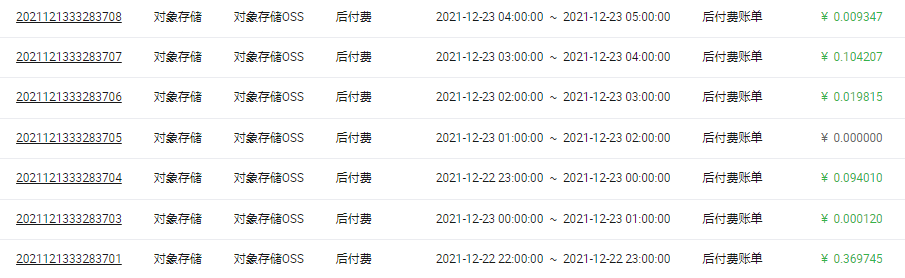 2021121333283708 对象存储 对象存储OSS 后付费 2021-12-23 04:00:00 ~ 2021-12-23 05:00:00 后付费账单 ¥ 0.009347
2021121333283707 对象存储 对象存储OSS 后付费 2021-12-23 03:00:00 ~ 2021-12-23 04:00:00 后付费账单 ¥ 0.104207
2021121333283706 对象存储 对象存储OSS 后付费 2021-12-23 02:00:00 ~ 2021-12-23 03:00:00 后付费账单 ¥ 0.019815
2021121333283705 对象存储 对象存储OSS 后付费 2021-12-23 01:00:00 ~ 2021-12-23 02:00:00 后付费账单 ¥ 0.000000
2021121333283704 对象存储 对象存储OSS 后付费 2021-12-22 23:00:00 ~ 2021-12-23 00:00:00 后付费账单 ¥ 0.094010
2021121333283703 对象存储 对象存储OSS 后付费 2021-12-23 00:00:00 ~ 2021-12-23 01:00:00 后付费账单 ¥ 0.000120
2021121333283701 对象存储 对象存储OSS 后付费 2021-12-22 22:00:00 ~ 2021-12-22 23:00:00 后付费账单 ¥ 0.369745